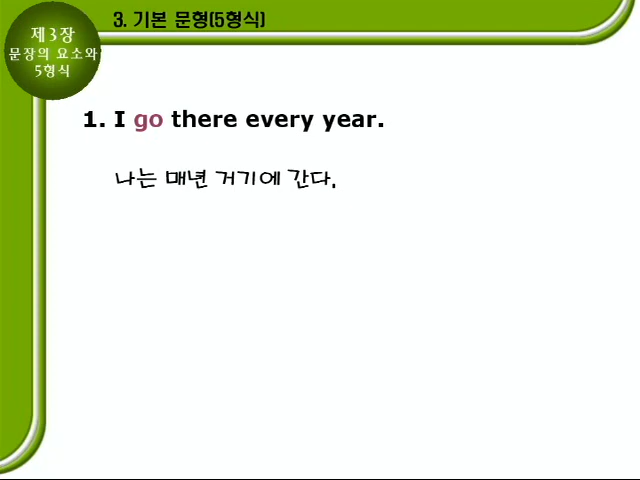 제3장
문장의 요소와
5형식
3. 기본 문형(5형식)
1. I go there every year.
나는 매년 거기에 간다.